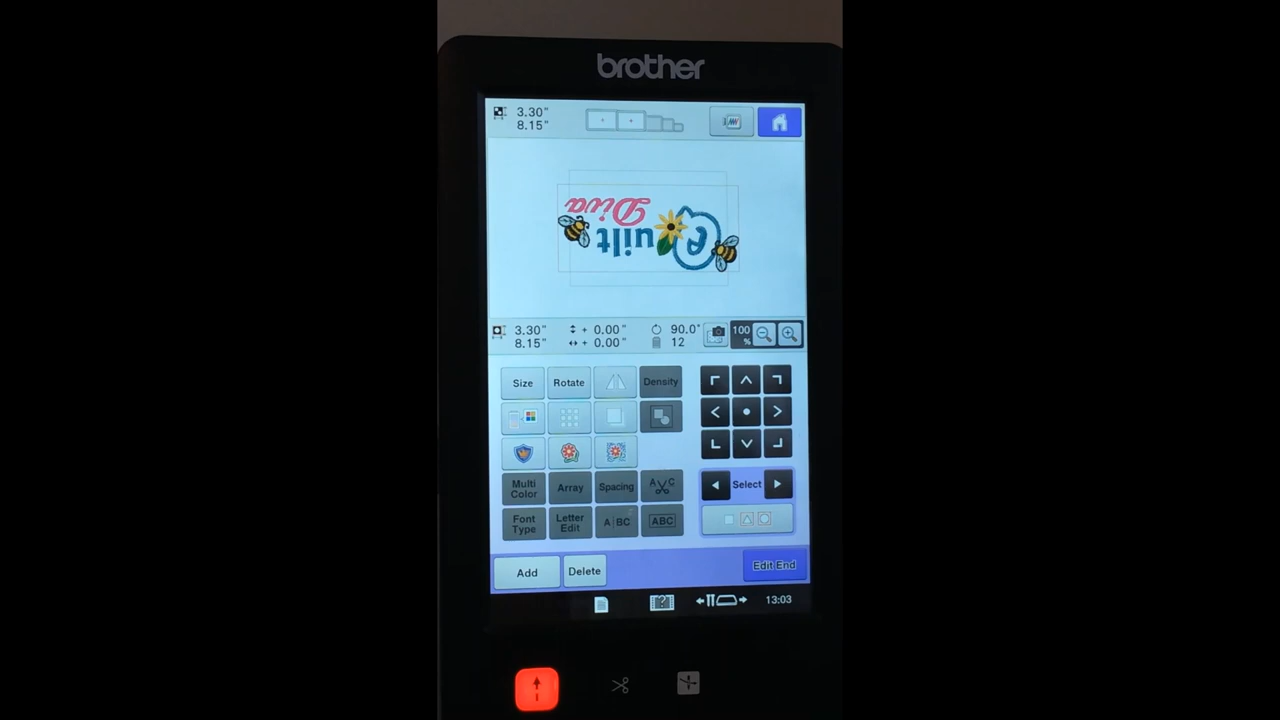 brother
3.30"
8.15"
Diva
Quilt
3.30" + 0.00" 90.0°
8.15" + 0.00" 12
100 %
Size Rotate Density
Multi Color Array Spacing A C
Font Type Letter Edit A|BC ABC
Select
Add Delete Edit End
13:03